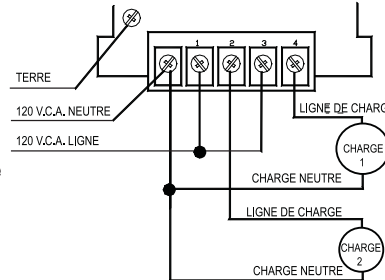 1 2 3 4
TERRE
120 V.C.A. NEUTRE
LIGNE DE CHARG
120 V.C.A. LIGNE
CHARGE
1
CHARGE NEUTRE
LIGNE DE CHARGE
CHARGE
2
CHARGE NEUTRE